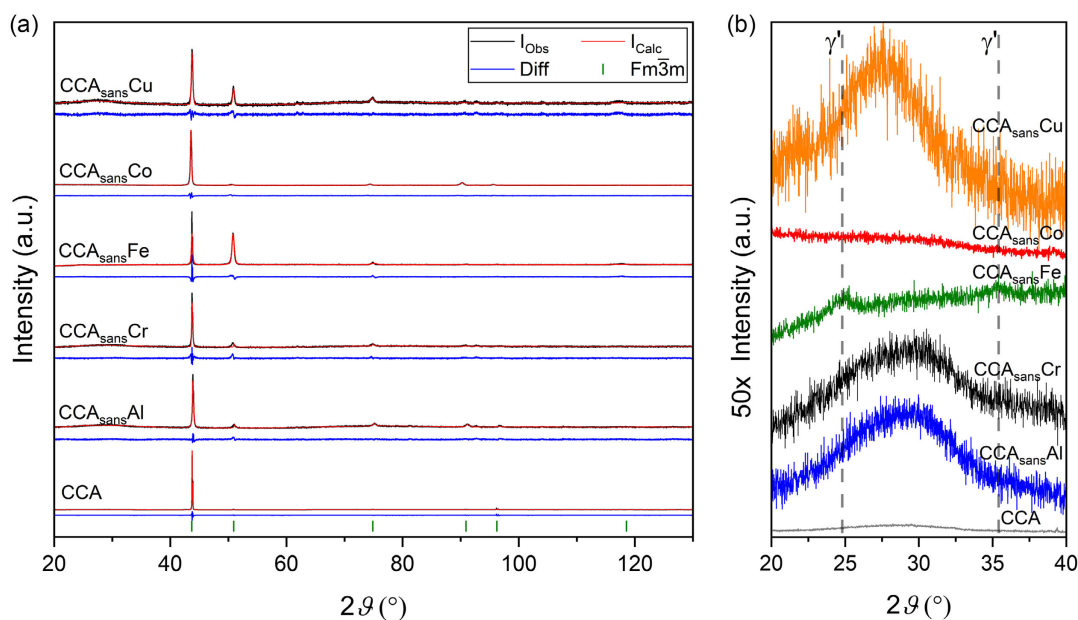 (a)
I_Obs I_Calc
Diff Fm3̅m
CCA_sansCu
CCA_sansCo
CCA_sansFe
CCA_sansCr
CCA_sansAl
CCA
Intensity (a.u.)
20 40 60 80 100 120
2ϑ (°)
(b)
γ' γ'
CCA_sansCu
CCA_sansCo
CCA_sansFe
CCA_sansCr
CCA_sansAl
CCA
50x Intensity (a.u.)
20 25 30 35 40
2ϑ (°)